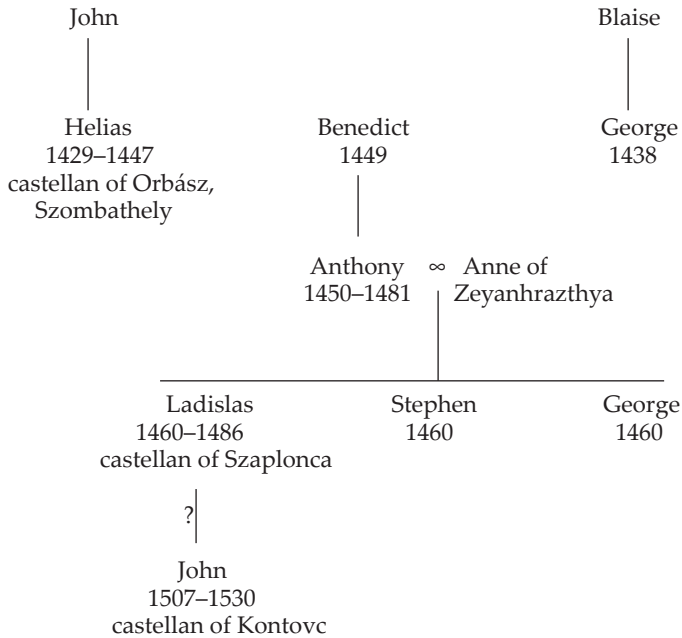 John
Blaise
Helias
1429–1447
castellan of Orbász,
Szombathely
Benedict
1449
George
1438
Anthony ∞ Anne of
1450–1481 Zeyanhrazthya
Ladislas
1460–1486
castellan of Szaplonca
Stephen
1460
George
1460
?
John
1507–1530
castellan of Kontovc